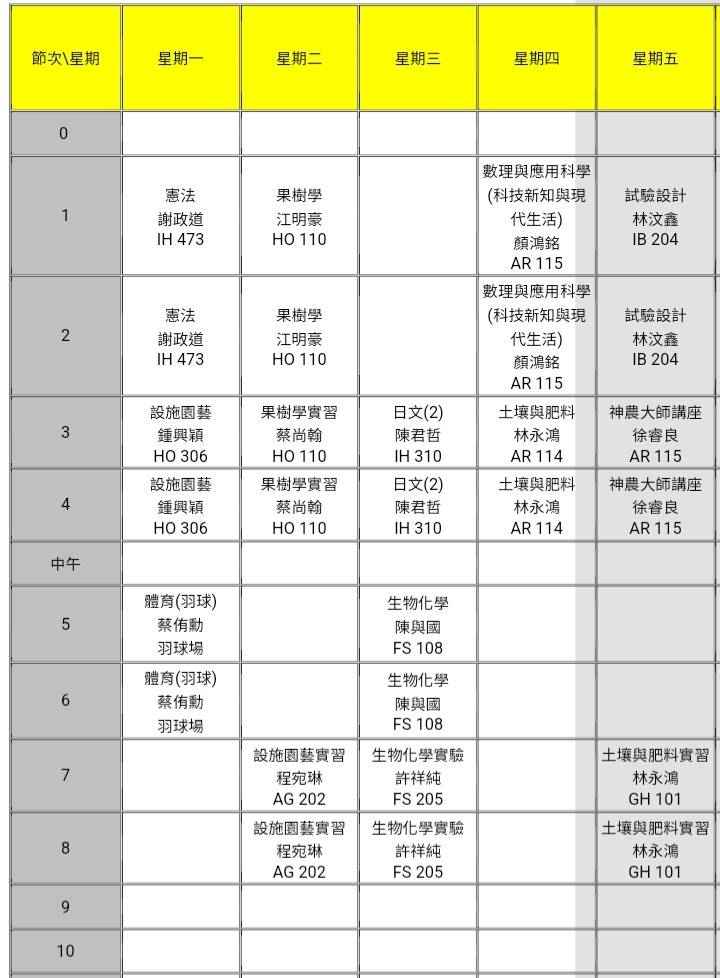 節次\星期 星期一 星期二 星期三 星期四 星期五
0
1
憲法
謝政道
IH 473
果樹學
江明豪
HO 110
數理與應用科學
(科技新知與現
代生活)
顏鴻銘
AR 115
試驗設計
林汶鑫
IB 204
2
憲法
謝政道
IH 473
果樹學
江明豪
HO 110
數理與應用科學
(科技新知與現
代生活)
顏鴻銘
AR 115
試驗設計
林汶鑫
IB 204
3
設施園藝
鍾興穎
HO 306
果樹學實習
蔡尚翰
HO 110
日文(2)
陳君哲
IH 310
土壤與肥料
林永鴻
AR 114
神農大師講座
徐睿良
AR 115
4
設施園藝
鍾興穎
HO 306
果樹學實習
蔡尚翰
HO 110
日文(2)
陳君哲
IH 310
土壤與肥料
林永鴻
AR 114
神農大師講座
徐睿良
AR 115
中午
5
體育(羽球)
蔡侑勳
羽球場
生物化學
陳與國
FS 108
6
體育(羽球)
蔡侑勳
羽球場
生物化學
陳與國
FS 108
7
設施園藝實習
程宛琳
AG 202
生物化學實驗
許祥純
FS 205
土壤與肥料實習
林永鴻
GH 101
8
設施園藝實習
程宛琳
AG 202
生物化學實驗
許祥純
FS 205
土壤與肥料實習
林永鴻
GH 101
9
10